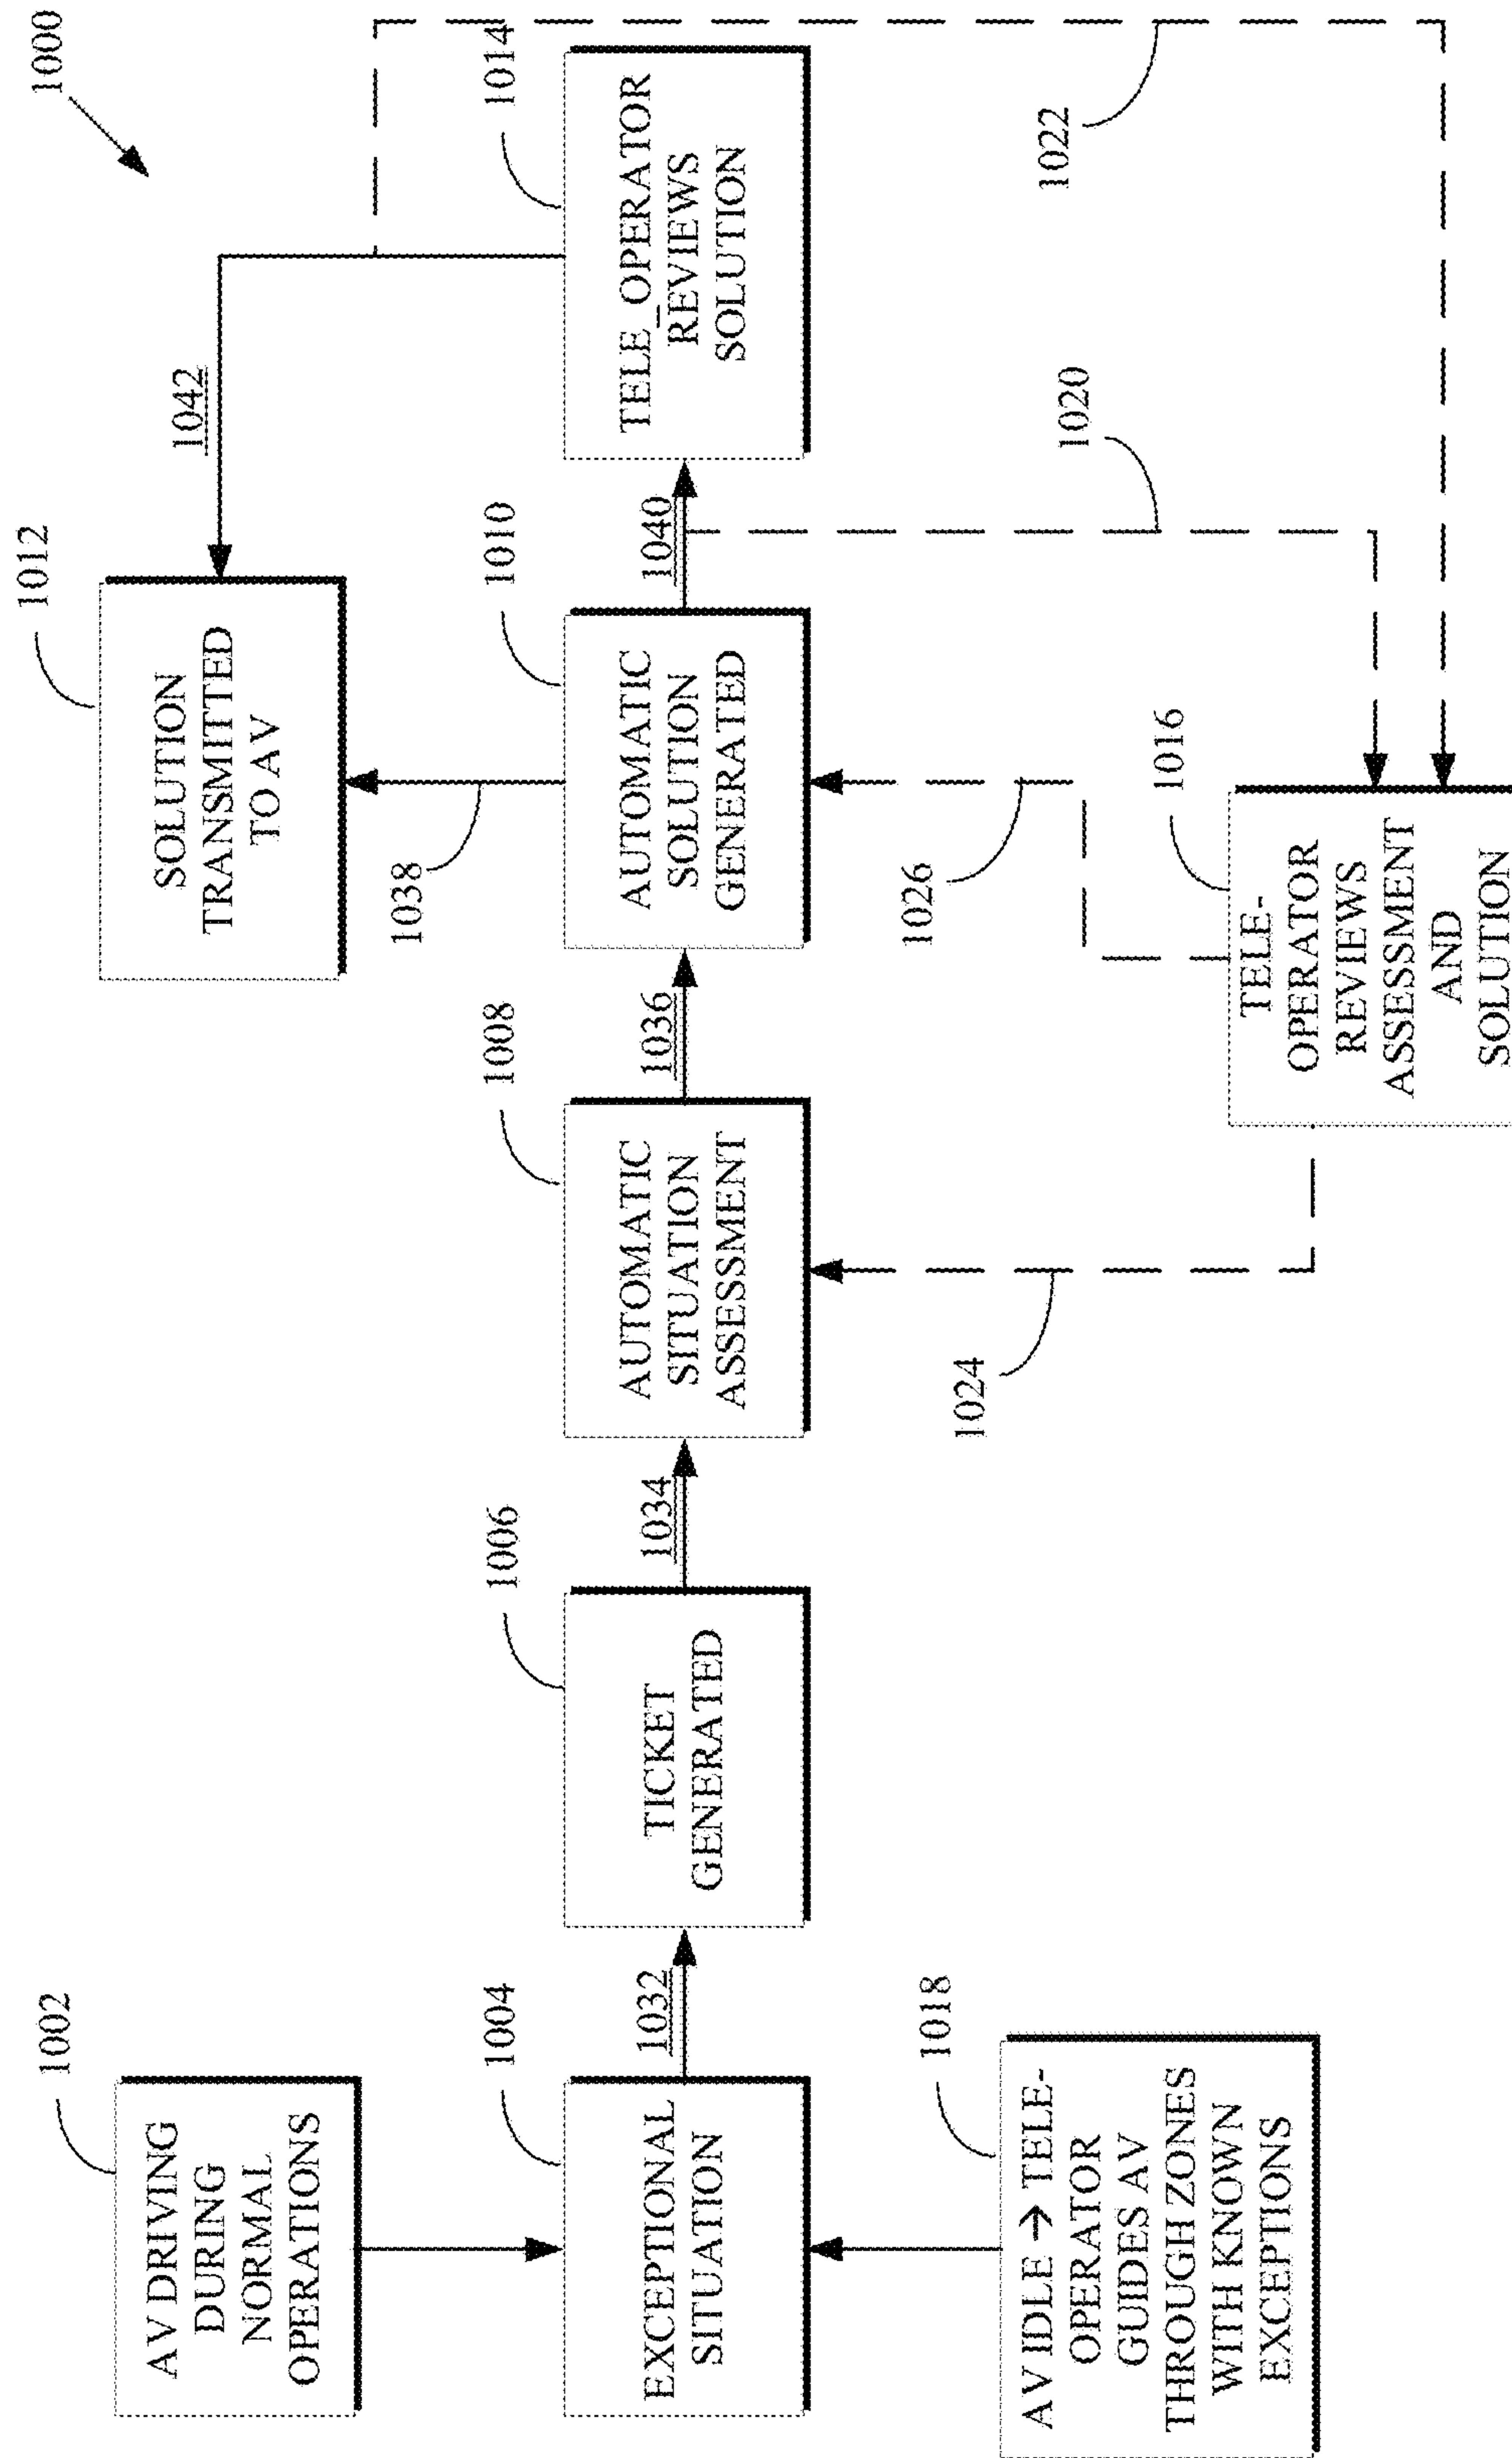 1000
1002
AV DRIVING
DURING
NORMAL
OPERATIONS
1012
SOLUTION
TRANSMITTED
TO AV
1042
1004
EXCEPTIONAL
SITUATION
1032
1006
TICKET
GENERATED
1034
1008
AUTOMATIC
SITUATION
ASSESSMENT
1036
1038
1010
AUTOMATIC
SOLUTION
GENERATED
1040
1014
TELE_OPERATOR
REVIEWS
SOLUTION
1018
AV IDLE → TELE-
OPERATOR
GUIDES AV
THROUGH ZONES
WITH KNOWN
EXCEPTIONS
1024
1026
1020
1022
1016
TELE-
OPERATOR
REVIEWS
ASSESSMENT
AND
SOLUTION